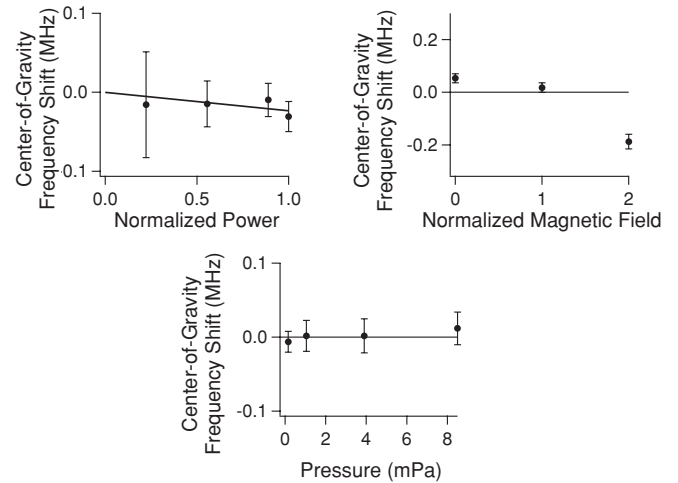 0.1
0.0
-0.1
Center-of-Gravity
Frequency Shift (MHz)
0.0 0.5 1.0
Normalized Power
0.2
0.0
-0.2
Center-of-Gravity
Frequency Shift (MHz)
0 1 2
Normalized Magnetic Field
0.1
0.0
-0.1
Center-of-Gravity
Frequency Shift (MHz)
0 2 4 6 8
Pressure (mPa)